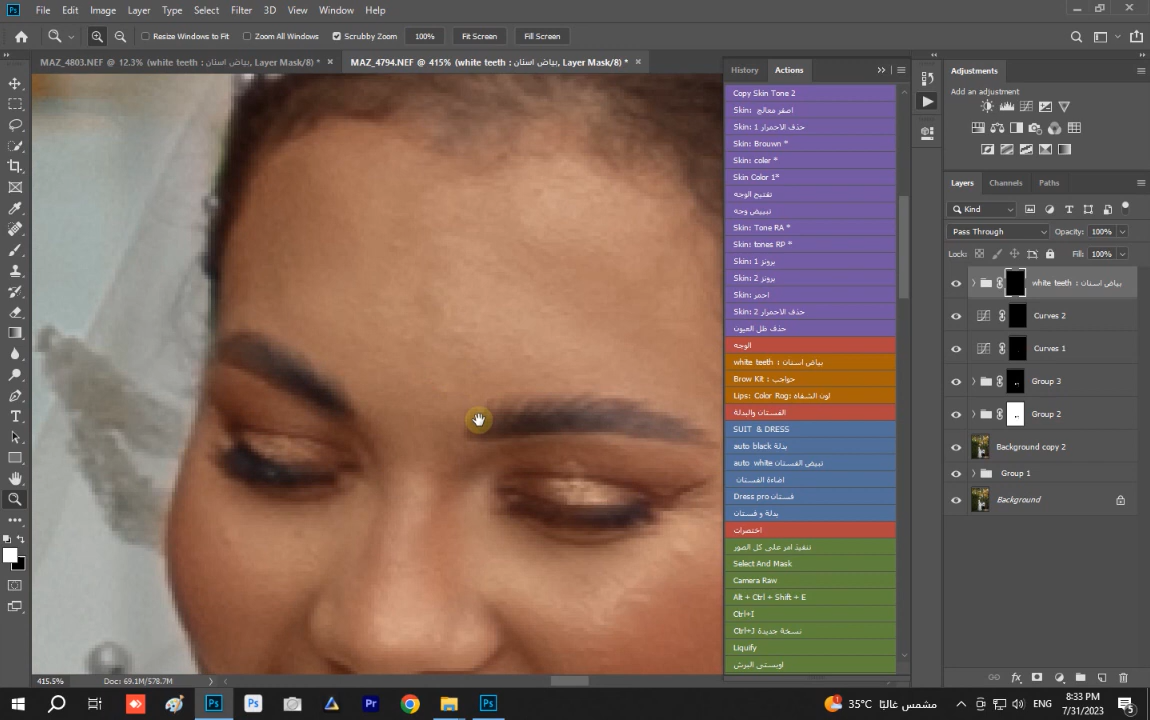 File Edit Image Layer Type Select Filter 3D View Window Help
Resize Windows to Fit Zoom All Windows Scrubby Zoom 100% Fit Screen Fill Screen
MAZ_4803.NEF @ 12.3% (white teeth : بياض اسنان, Layer Mask/8) *
MAZ_4794.NEF @ 415% (white teeth : بياض اسنان, Layer Mask/8) *
History Actions
Copy Skin Tone 2
Skin: اصفر معالج
Skin: حذف الاحمرار 1
Skin: Brouwn *
Skin: coler *
Skin Color 1*
تفتيح الوجه
تبييض وجه
Skin: Tone RA *
Skin: tones RP *
Skin: برونز 1
Skin: برونز 2
Skin: احمر
Skin: حذف الاحمرار 2
حذف ظل العيون
الوجه
white teeth : بياض اسنان
Brow Kit : حواجب
Lips: Color Rog: لون الشفاه
الفستان والبدلة
SUIT & DRESS
auto black بدلة
auto white تبيض الفستان
اضاءة الفستان
Dress pro فستان
بدلة و فستان
اختصرات
تنفيذ امر على كل الصور
Select And Mask
Camera Raw
Alt + Ctrl + Shift + E
Ctrl+I
Ctrl+J نسخة جديدة
Liquify
اوبستي البرش
Adjustments
Add an adjustment
Layers Channels Paths
Kind
Pass Through Opacity: 100%
Lock: Fill: 100%
white teeth : بياض اسنان
Curves 2
Curves 1
Group 3
Group 2
Background copy 2
Group 1
Background
415.5% Doc: 69.1M/578.7M
35°C مشمس غالبًا ENG 8:33 PM
7/31/2023
5